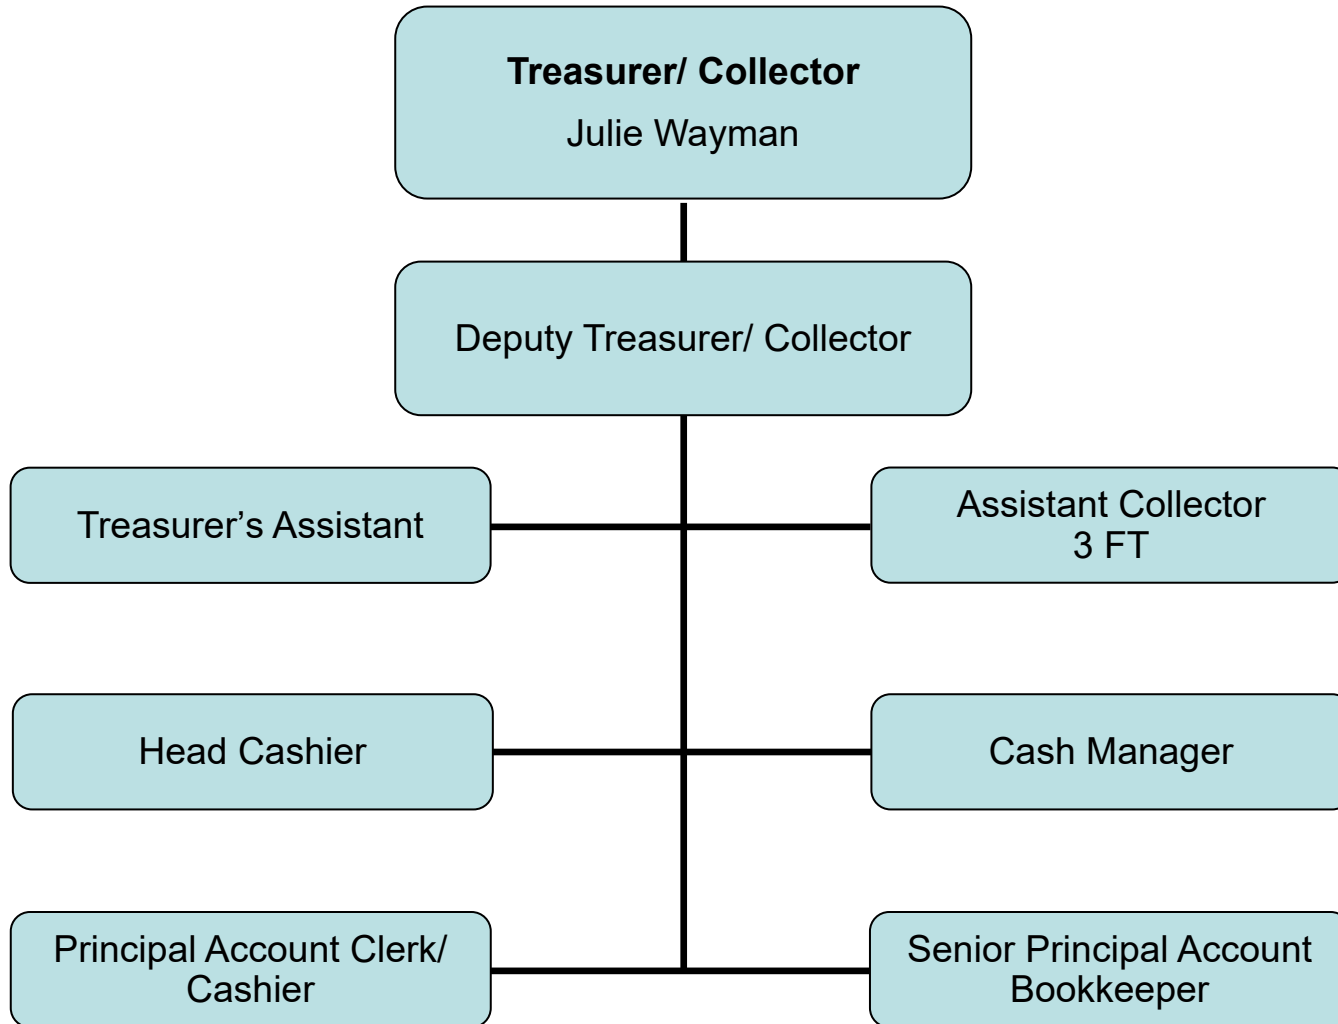 Treasurer/ Collector
Julie Wayman
Deputy Treasurer/ Collector
Treasurer’s Assistant
Assistant Collector
3 FT
Head Cashier
Cash Manager
Principal Account Clerk/
Cashier
Senior Principal Account
Bookkeeper